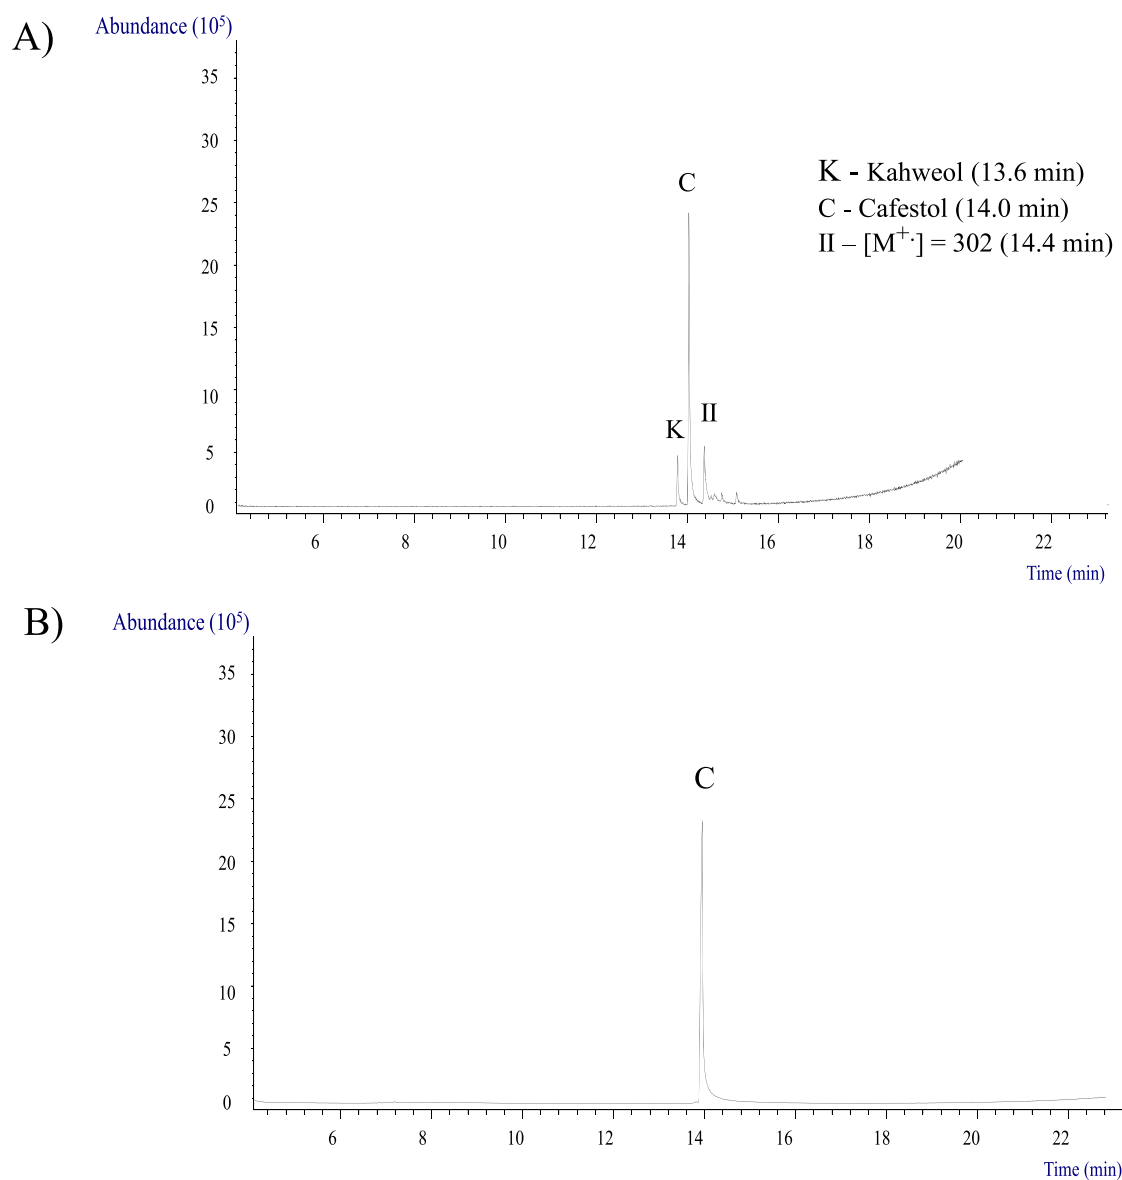 A)
Abundance (10⁵)
35
30
25
20
15
10
5
0
C
K
II
K - Kahweol (13.6 min)
C - Cafestol (14.0 min)
II – [M⁺·] = 302 (14.4 min)
6 8 10 12 14 16 18 20 22
Time (min)
B)
Abundance (10⁵)
35
30
25
20
15
10
5
0
C
6 8 10 12 14 16 18 20 22
Time (min)